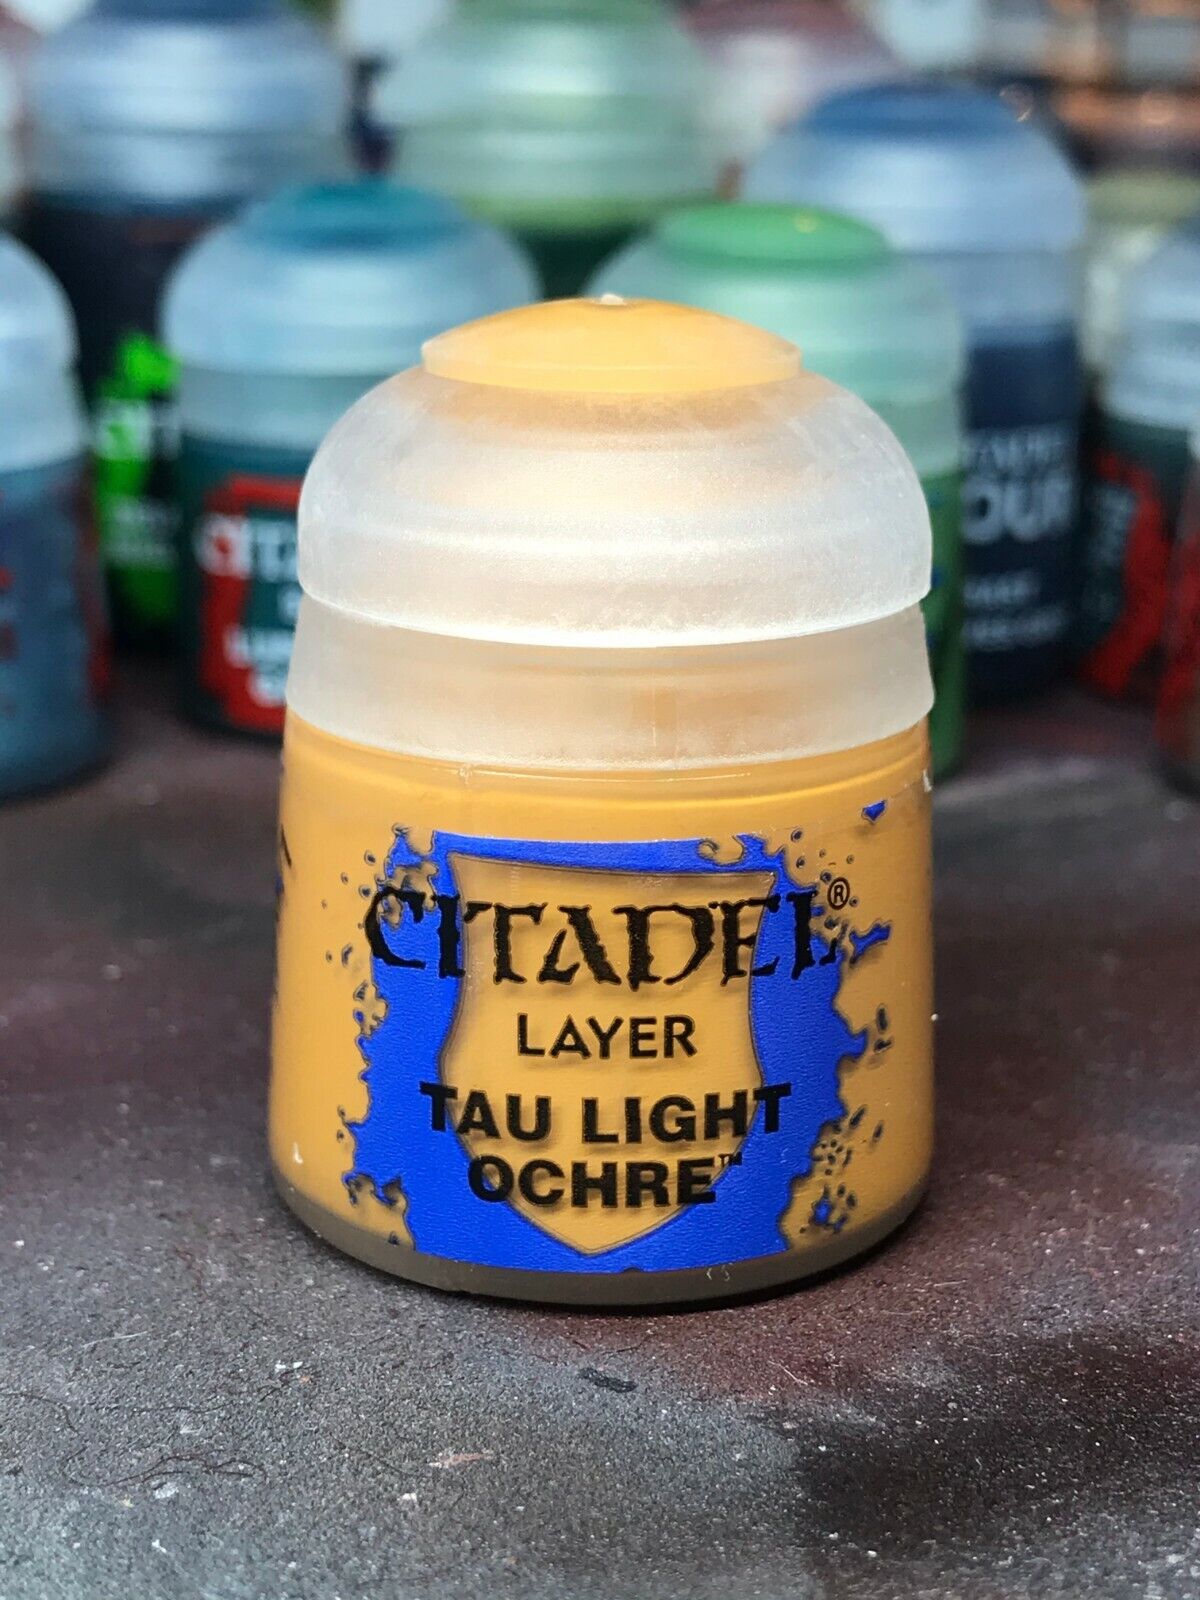 CITADEL®
LAYER
TAU LIGHT
OCHRE™